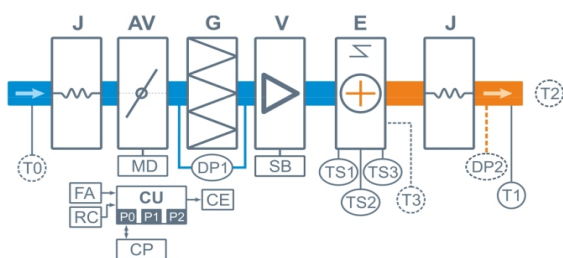 J AV G V E J
T2
T0 MD DP1 SB TS1 TS3 DP2
TS2 T3 T1
FA CU CE
RC P0 P1 P2
CP